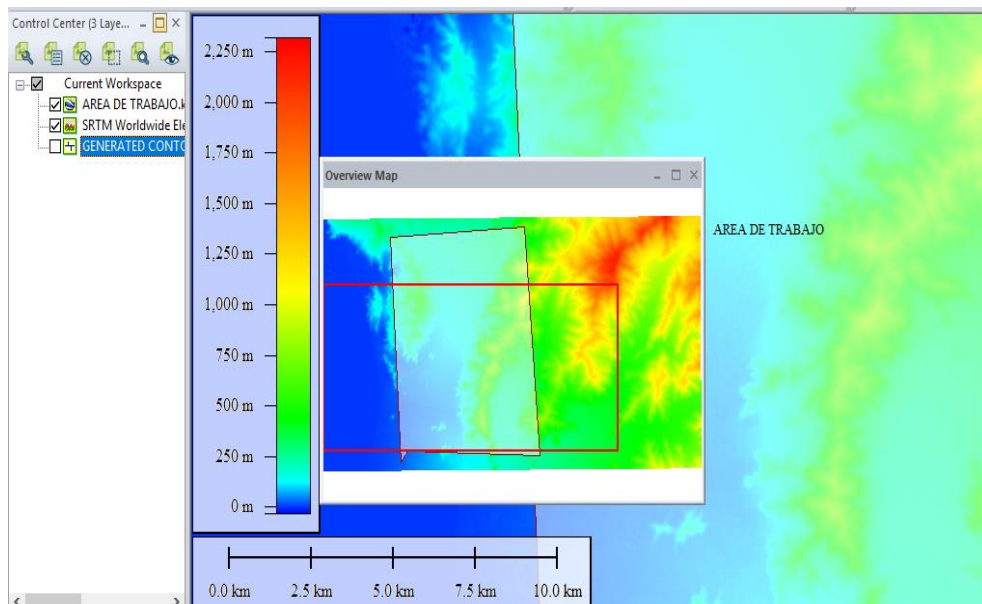 Control Center (3 Laye...
Current Workspace
AREA DE TRABAJO.k
SRTM Worldwide Ele
GENERATED CONTO
2,250 m
2,000 m
1,750 m
1,500 m
1,250 m
1,000 m
750 m
500 m
250 m
0 m
Overview Map
AREA DE TRABAJO
0.0 km 2.5 km 5.0 km 7.5 km 10.0 km